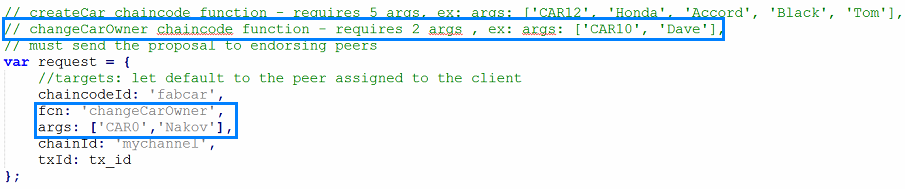 // createCar chaincode function - requires 5 args, ex: args: ['CAR12', 'Honda', 'Accord', 'Black', 'Tom'],
// changeCarOwner chaincode function - requires 2 args , ex: args: ['CAR10', 'Dave'],
// must send the proposal to endorsing peers
var request = {
    //targets: let default to the peer assigned to the client
    chaincodeId: 'fabcar',
    fcn: 'changeCarOwner',
    args: ['CAR0','Nakov'],
    chainId: 'mychannel',
    txId: tx_id
};